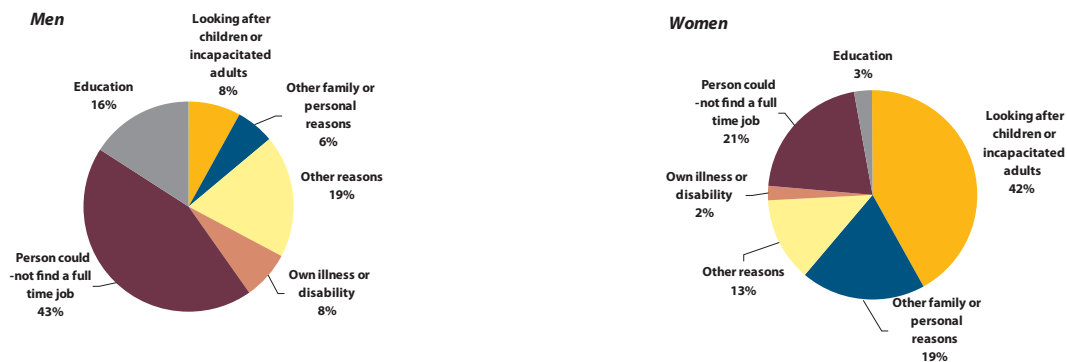 Men
Looking after
children or
incapacitated
adults
8%
Other family or
personal
reasons
6%
Other reasons
19%
Own illness or
disability
8%
Person could
-not find a full
time job
43%
Education
16%
Women
Education
3%
Looking after
children or
incapacitated
adults
42%
Other family or
personal
reasons
19%
Other reasons
13%
Own illness or
disability
2%
Person could
-not find a full
time job
21%